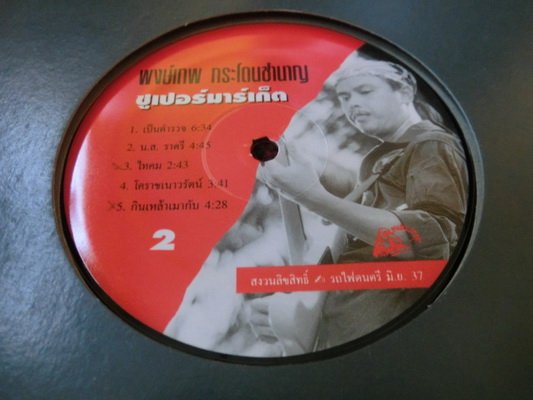 พงษ์เทพ กระโดนชำนาญ
ซูเปอร์มาร์เก็ต
1. เป็นตำรวจ 6:34
2. น.ส. ราตรี 4:45
3. ไทคม 2:43
4. โคราชเนาวรัตน์ 3:41
5. กินเหล้าเมากับ 4:28
2
สงวนลิขสิทธิ์ รถไฟดนตรี มิ.ย. 37